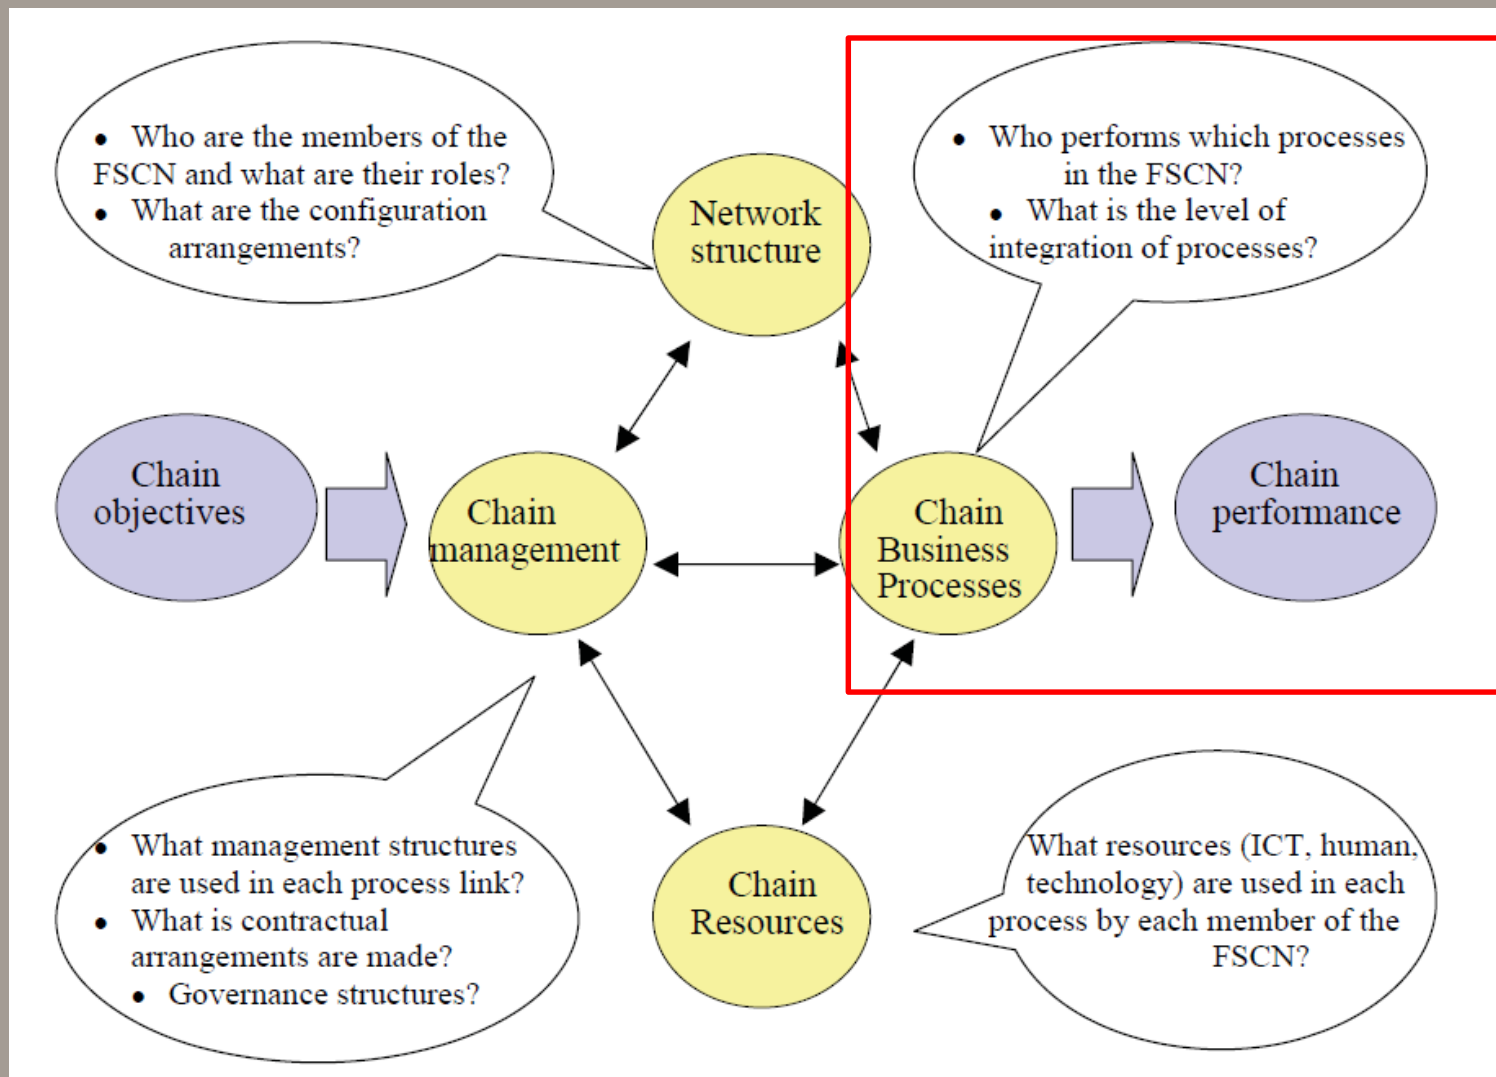 • Who are the members of the
FSCN and what are their roles?
• What are the configuration
arrangements?
Network
structure
• Who performs which processes
in the FSCN?
• What is the level of
integration of processes?
Chain
objectives
Chain
management
Chain
Business
Processes
Chain
performance
• What management structures
are used in each process link?
• What is contractual
arrangements are made?
• Governance structures?
Chain
Resources
What resources (ICT, human,
technology) are used in each
process by each member of the
FSCN?